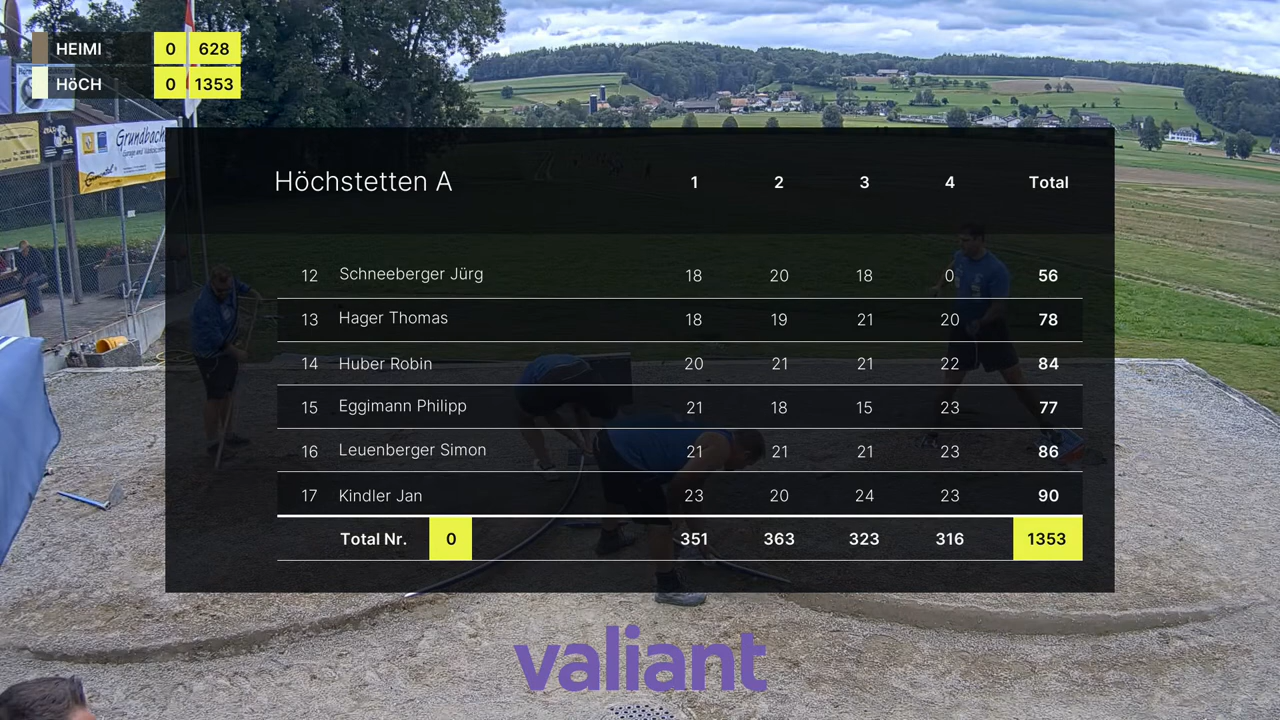 HEIMI 0 628
HöCH 0 1353
Grundbach
Höchstetten A 1 2 3 4 Total
12 Schneeberger Jürg 18 20 18 0 56
13 Hager Thomas 18 19 21 20 78
14 Huber Robin 20 21 21 22 84
15 Eggimann Philipp 21 18 15 23 77
16 Leuenberger Simon 21 21 21 23 86
17 Kindler Jan 23 20 24 23 90
Total Nr. 0 351 363 323 316 1353
valiant